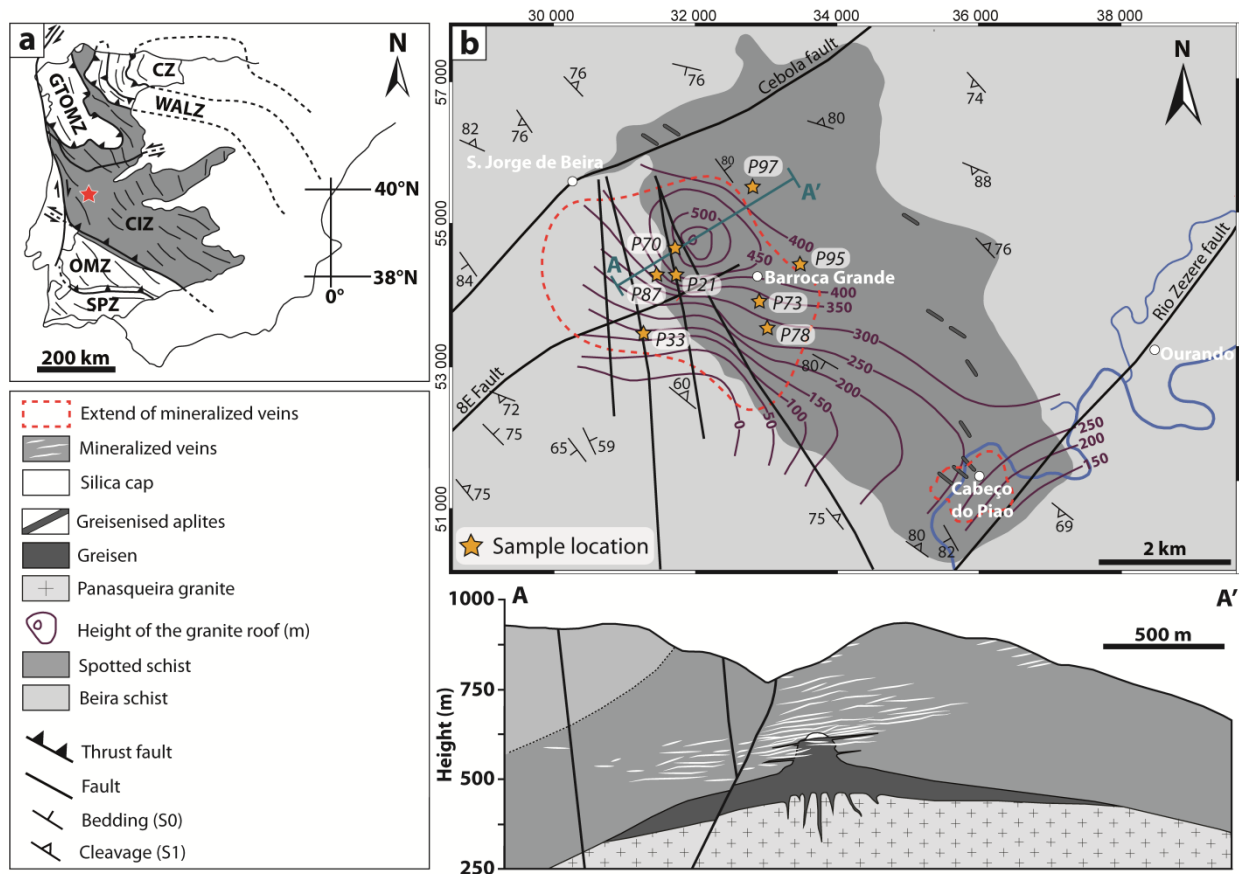 a
N
CZ
GTOMZ
WALZ
CIZ
OMZ
SPZ
40°N
38°N
0°
200 km
Extend of mineralized veins
Mineralized veins
Silica cap
Greisenised aplites
Greisen
Panasqueira granite
Height of the granite roof (m)
Spotted schist
Beira schist
Thrust fault
Fault
Bedding (S0)
Cleavage (S1)
30 000
32 000
34 000
36 000
38 000
b
57 000
55 000
53 000
51 000
N
Cebola fault
76
76
74
82
76
80
S. Jorge de Beira
80
P97
A'
88
500
P70
400
76
84
A
450
P95
Barroca Grande
P87
P21
400
P73
350
Rio Zezere fault
P33
P78
300
Ourando
80
250
8E Fault
60
200
72
150
75
100
65
59
50
0
250
200
150
Cabeço
do Piao
75
75
80
82
69
Sample location
2 km
1000
A
A'
500 m
Height (m)
750
500
250